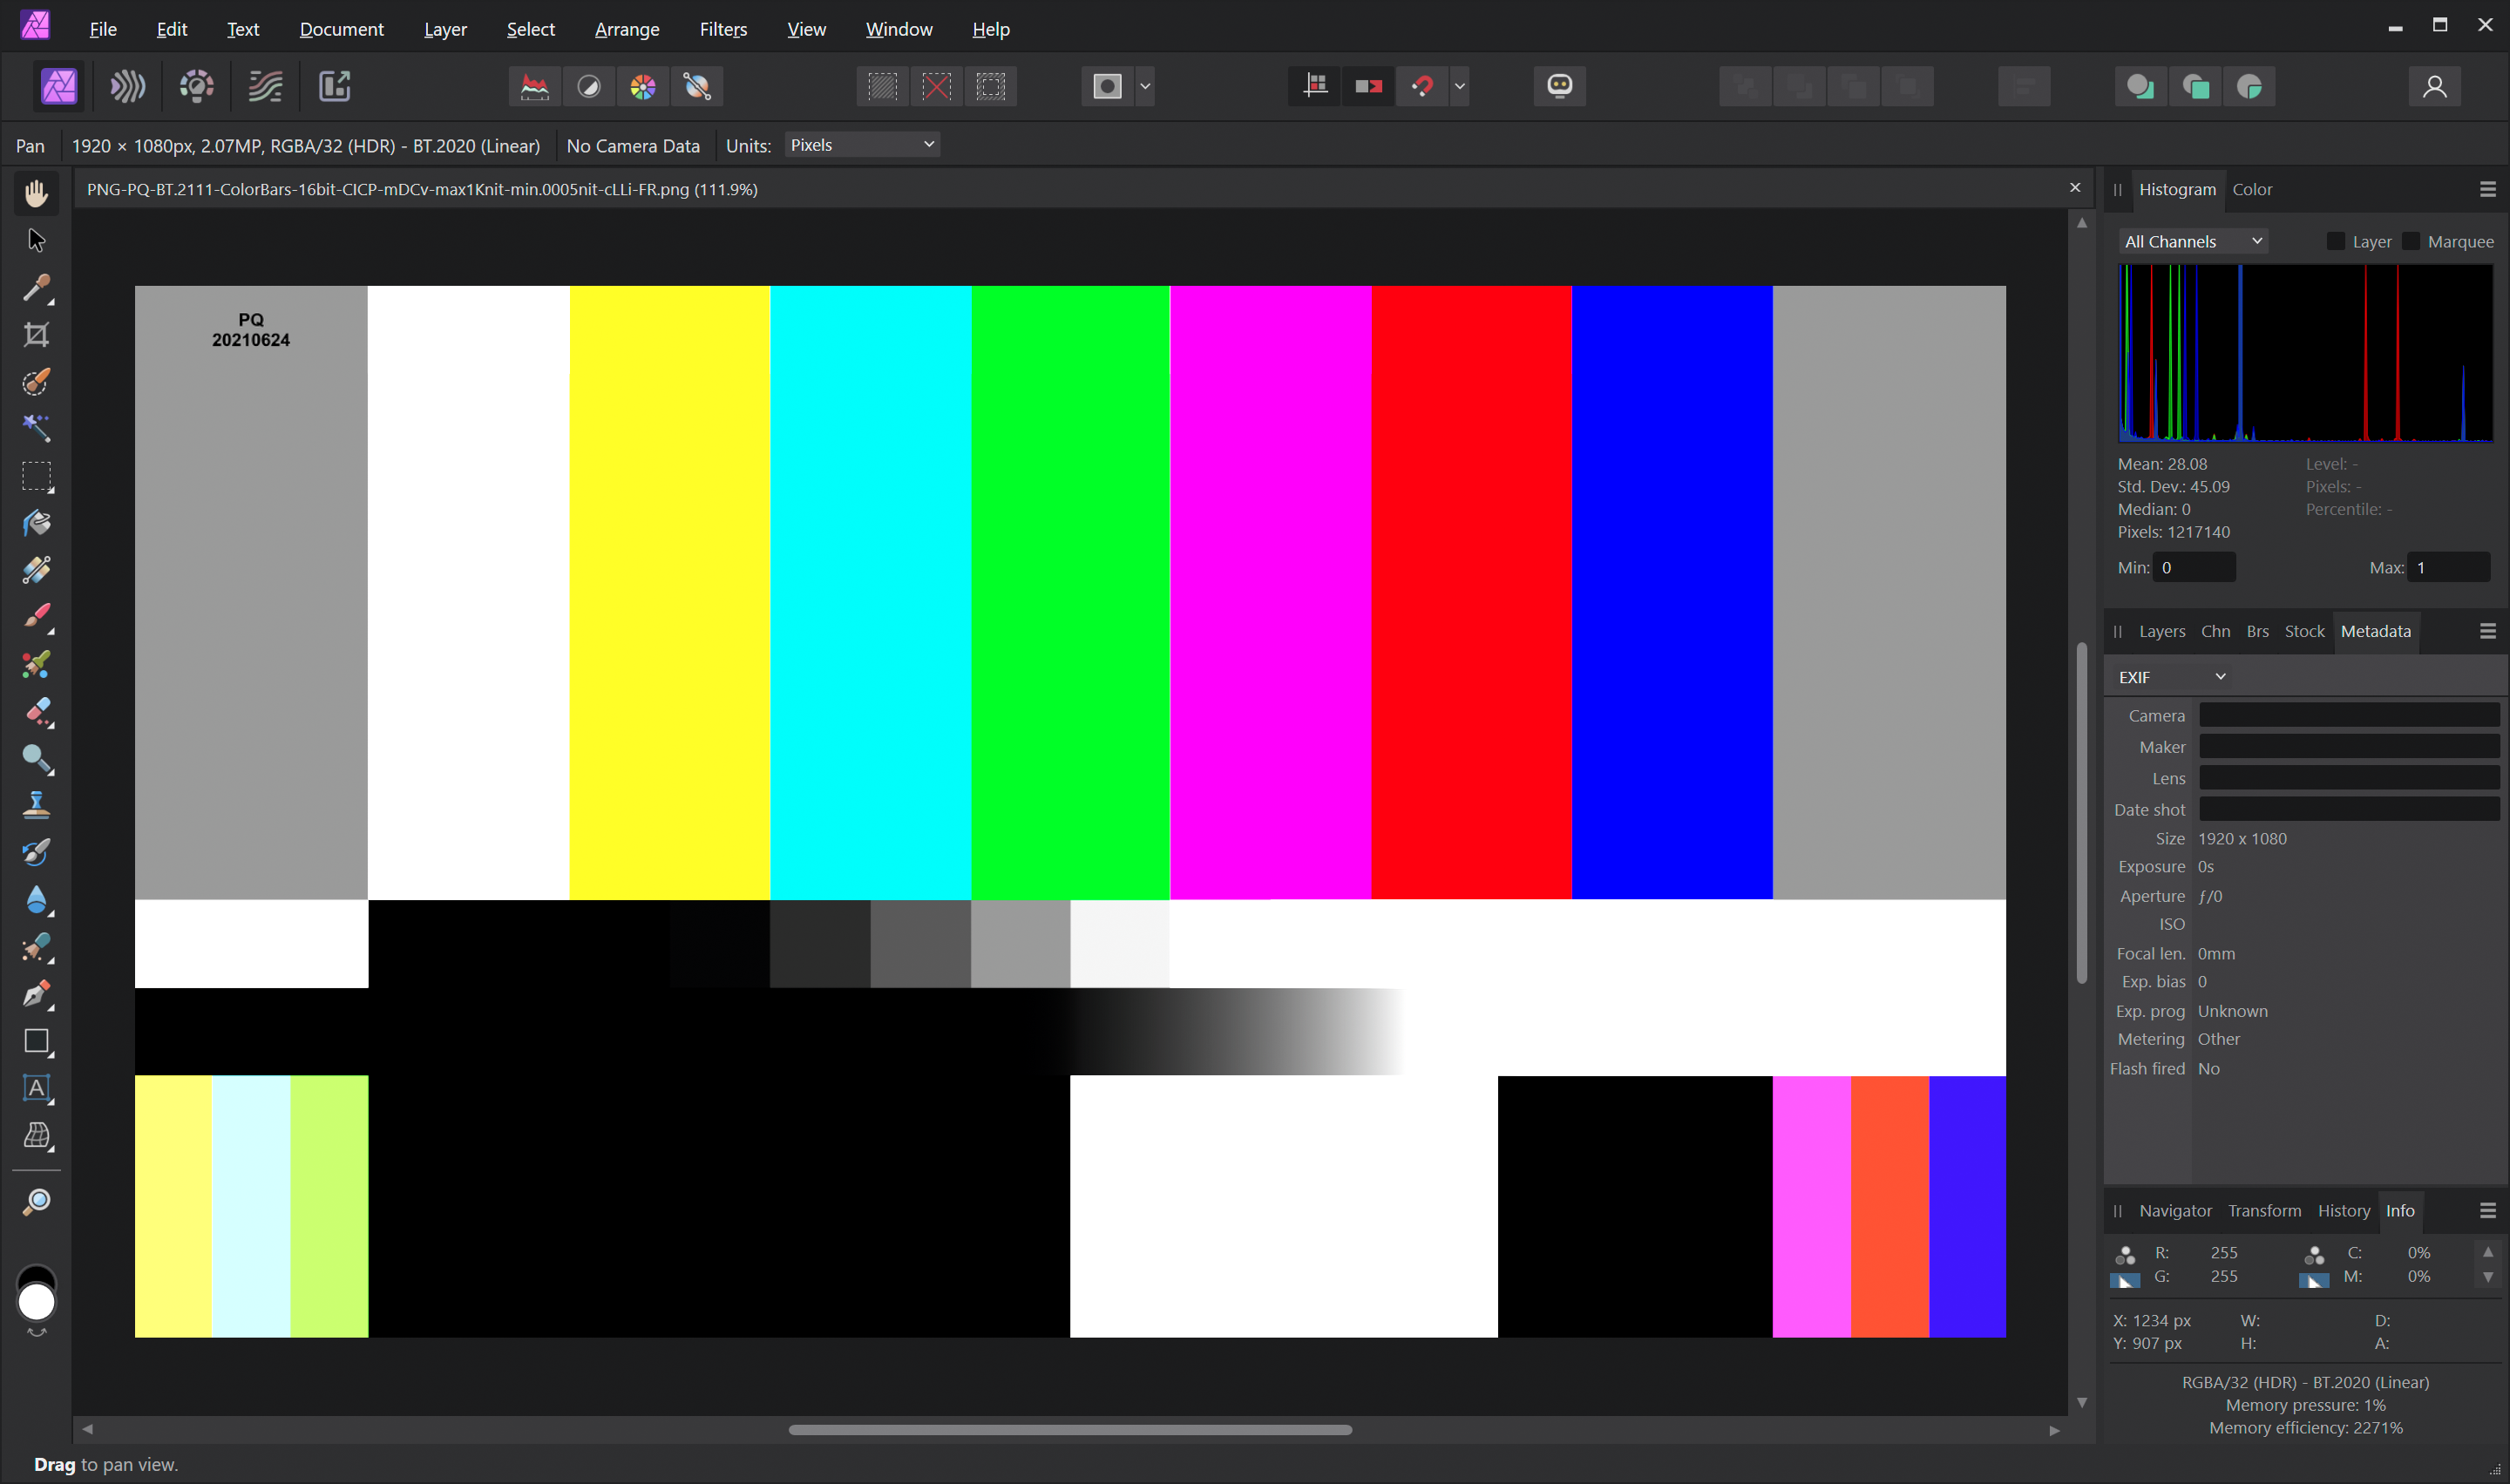 File Edit Text Document Layer Select Arrange Filters View Window Help
Pan 1920 × 1080px, 2.07MP, RGBA/32 (HDR) - BT.2020 (Linear) No Camera Data Units: Pixels
PNG-PQ-BT.2111-ColorBars-16bit-CICP-mDCv-max1Knit-min.0005nit-cLLi-FR.png (111.9%)
PQ
20210624
Histogram Color
All Channels Layer Marquee
Mean: 28.08 Level: -
Std. Dev.: 45.09 Pixels: -
Median: 0 Percentile: -
Pixels: 1217140
Min: 0 Max: 1
Layers Chn Brs Stock Metadata
EXIF
Camera
Maker
Lens
Date shot
Size 1920 x 1080
Exposure 0s
Aperture ƒ/0
ISO
Focal len. 0mm
Exp. bias 0
Exp. prog Unknown
Metering Other
Flash fired No
Navigator Transform History Info
R: 255 C: 0%
G: 255 M: 0%
X: 1234 px W: D:
Y: 907 px H: A:
RGBA/32 (HDR) - BT.2020 (Linear)
Memory pressure: 1%
Memory efficiency: 2271%
Drag to pan view.